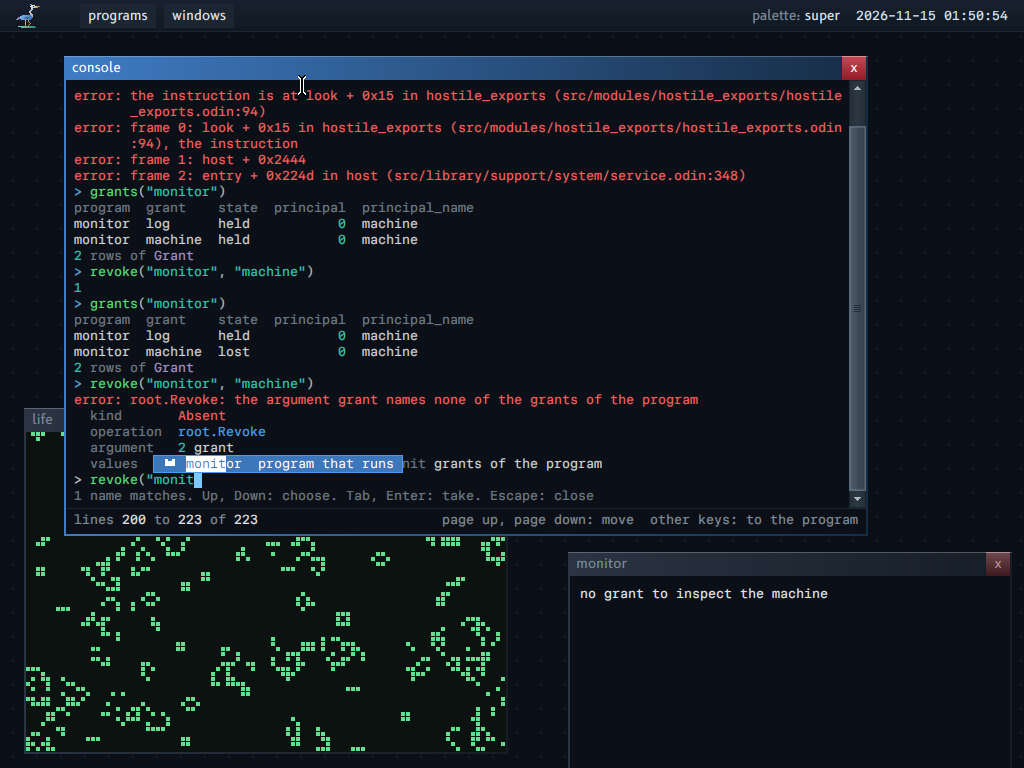 programs windows palette: super 2026-11-15 01:50:54
console x
error: the instruction is at look + 0x15 in hostile_exports (src/modules/hostile_exports/hostile
_exports.odin:94)
error: frame 0: look + 0x15 in hostile_exports (src/modules/hostile_exports/hostile_exports.odin
:94), the instruction
error: frame 1: host + 0x2444
error: frame 2: entry + 0x224d in host (src/library/support/system/service.odin:348)
> grants("monitor")
program grant state principal principal_name
monitor log held 0 machine
monitor machine held 0 machine
2 rows of Grant
> revoke("monitor", "machine")
1
> grants("monitor")
program grant state principal principal_name
monitor log held 0 machine
monitor machine lost 0 machine
2 rows of Grant
> revoke("monitor", "machine")
error: root.Revoke: the argument grant names none of the grants of the program
kind Absent
operation root.Revoke
argument 2 grant
values monitor program that runs nit grants of the program
> revoke("monit
1 name matches. Up, Down: choose. Tab, Enter: take. Escape: close
lines 200 to 223 of 223 page up, page down: move other keys: to the program
life
monitor x
no grant to inspect the machine